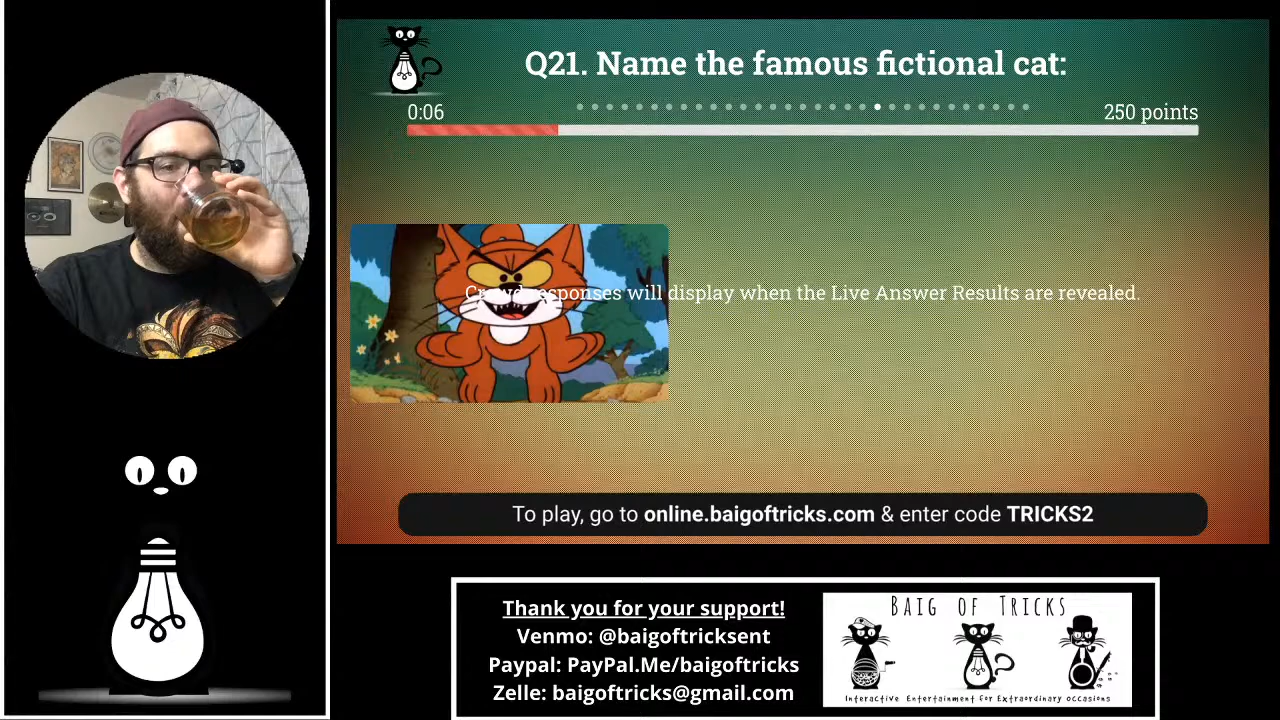 Q21. Name the famous fictional cat:
0:06
250 points
Crowd responses will display when the Live Answer Results are revealed.
To play, go to online.baigoftricks.com & enter code TRICKS2
Thank you for your support!
Venmo: @baigoftricksent
Paypal: PayPal.Me/baigoftricks
Zelle: baigoftricks@gmail.com
BAIG OF TRICKS
Interactive Entertainment for Extraordinary occasions